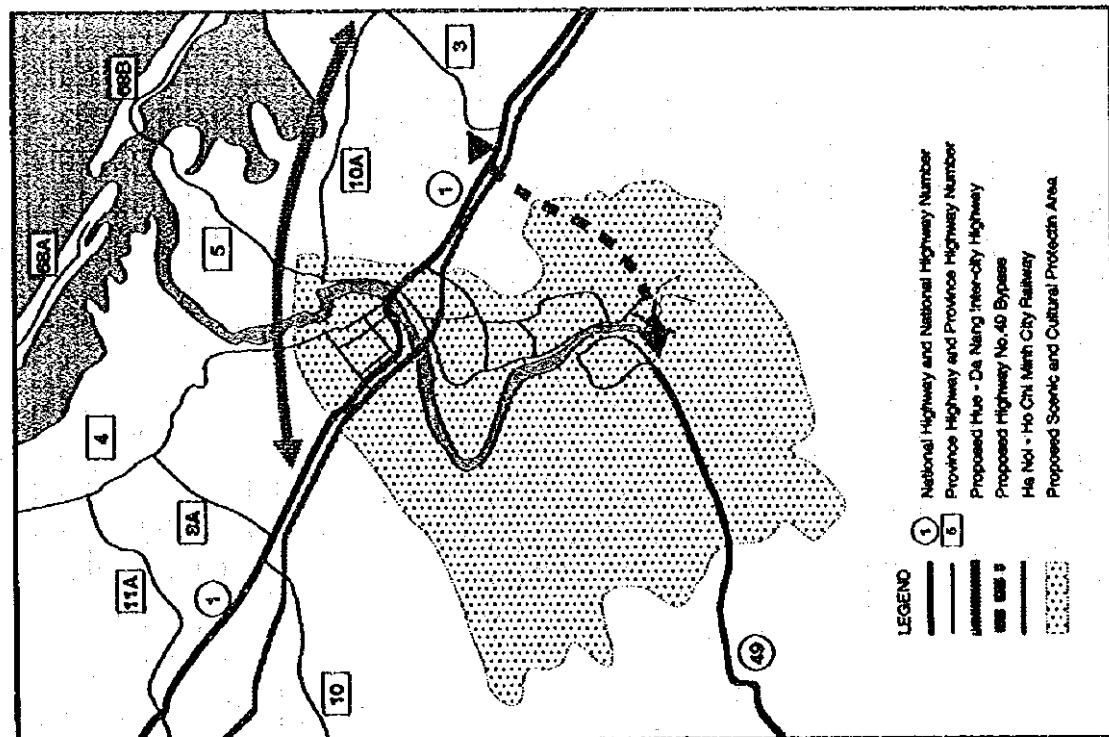 11A
4
68A
5
68B
8A
10A
3
1
10
1
49
LEGEND
1 National Highway and National Highway Number
5 Province Highway and Province Highway Number
Proposed Hue - Da Nang Inter-city Highway
Proposed Highway No.49 Bypass
Ha Noi - Ho Chi Minh City Railway
Proposed Scenic and Cultural Protectin Area